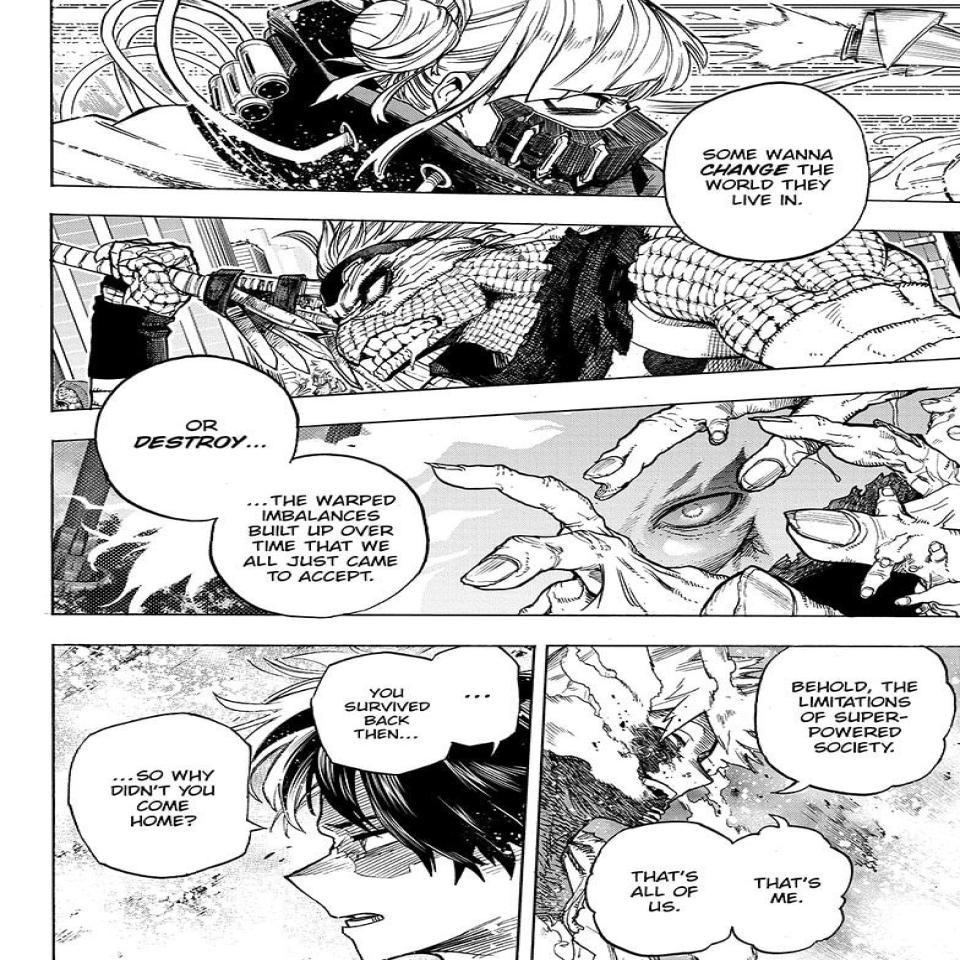 SOME WANNA
CHANGE THE
WORLD THEY
LIVE IN.
OR
DESTROY...
...THE WARPED
IMBALANCES
BUILT UP OVER
TIME THAT WE
ALL JUST CAME
TO ACCEPT.
BEHOLD, THE
LIMITATIONS
OF SUPER-
POWERED
SOCIETY.
THAT'S
ME.
THAT'S
ALL OF
US.
...
YOU
SURVIVED
BACK
THEN...
...SO WHY
DIDN'T YOU
COME
HOME?